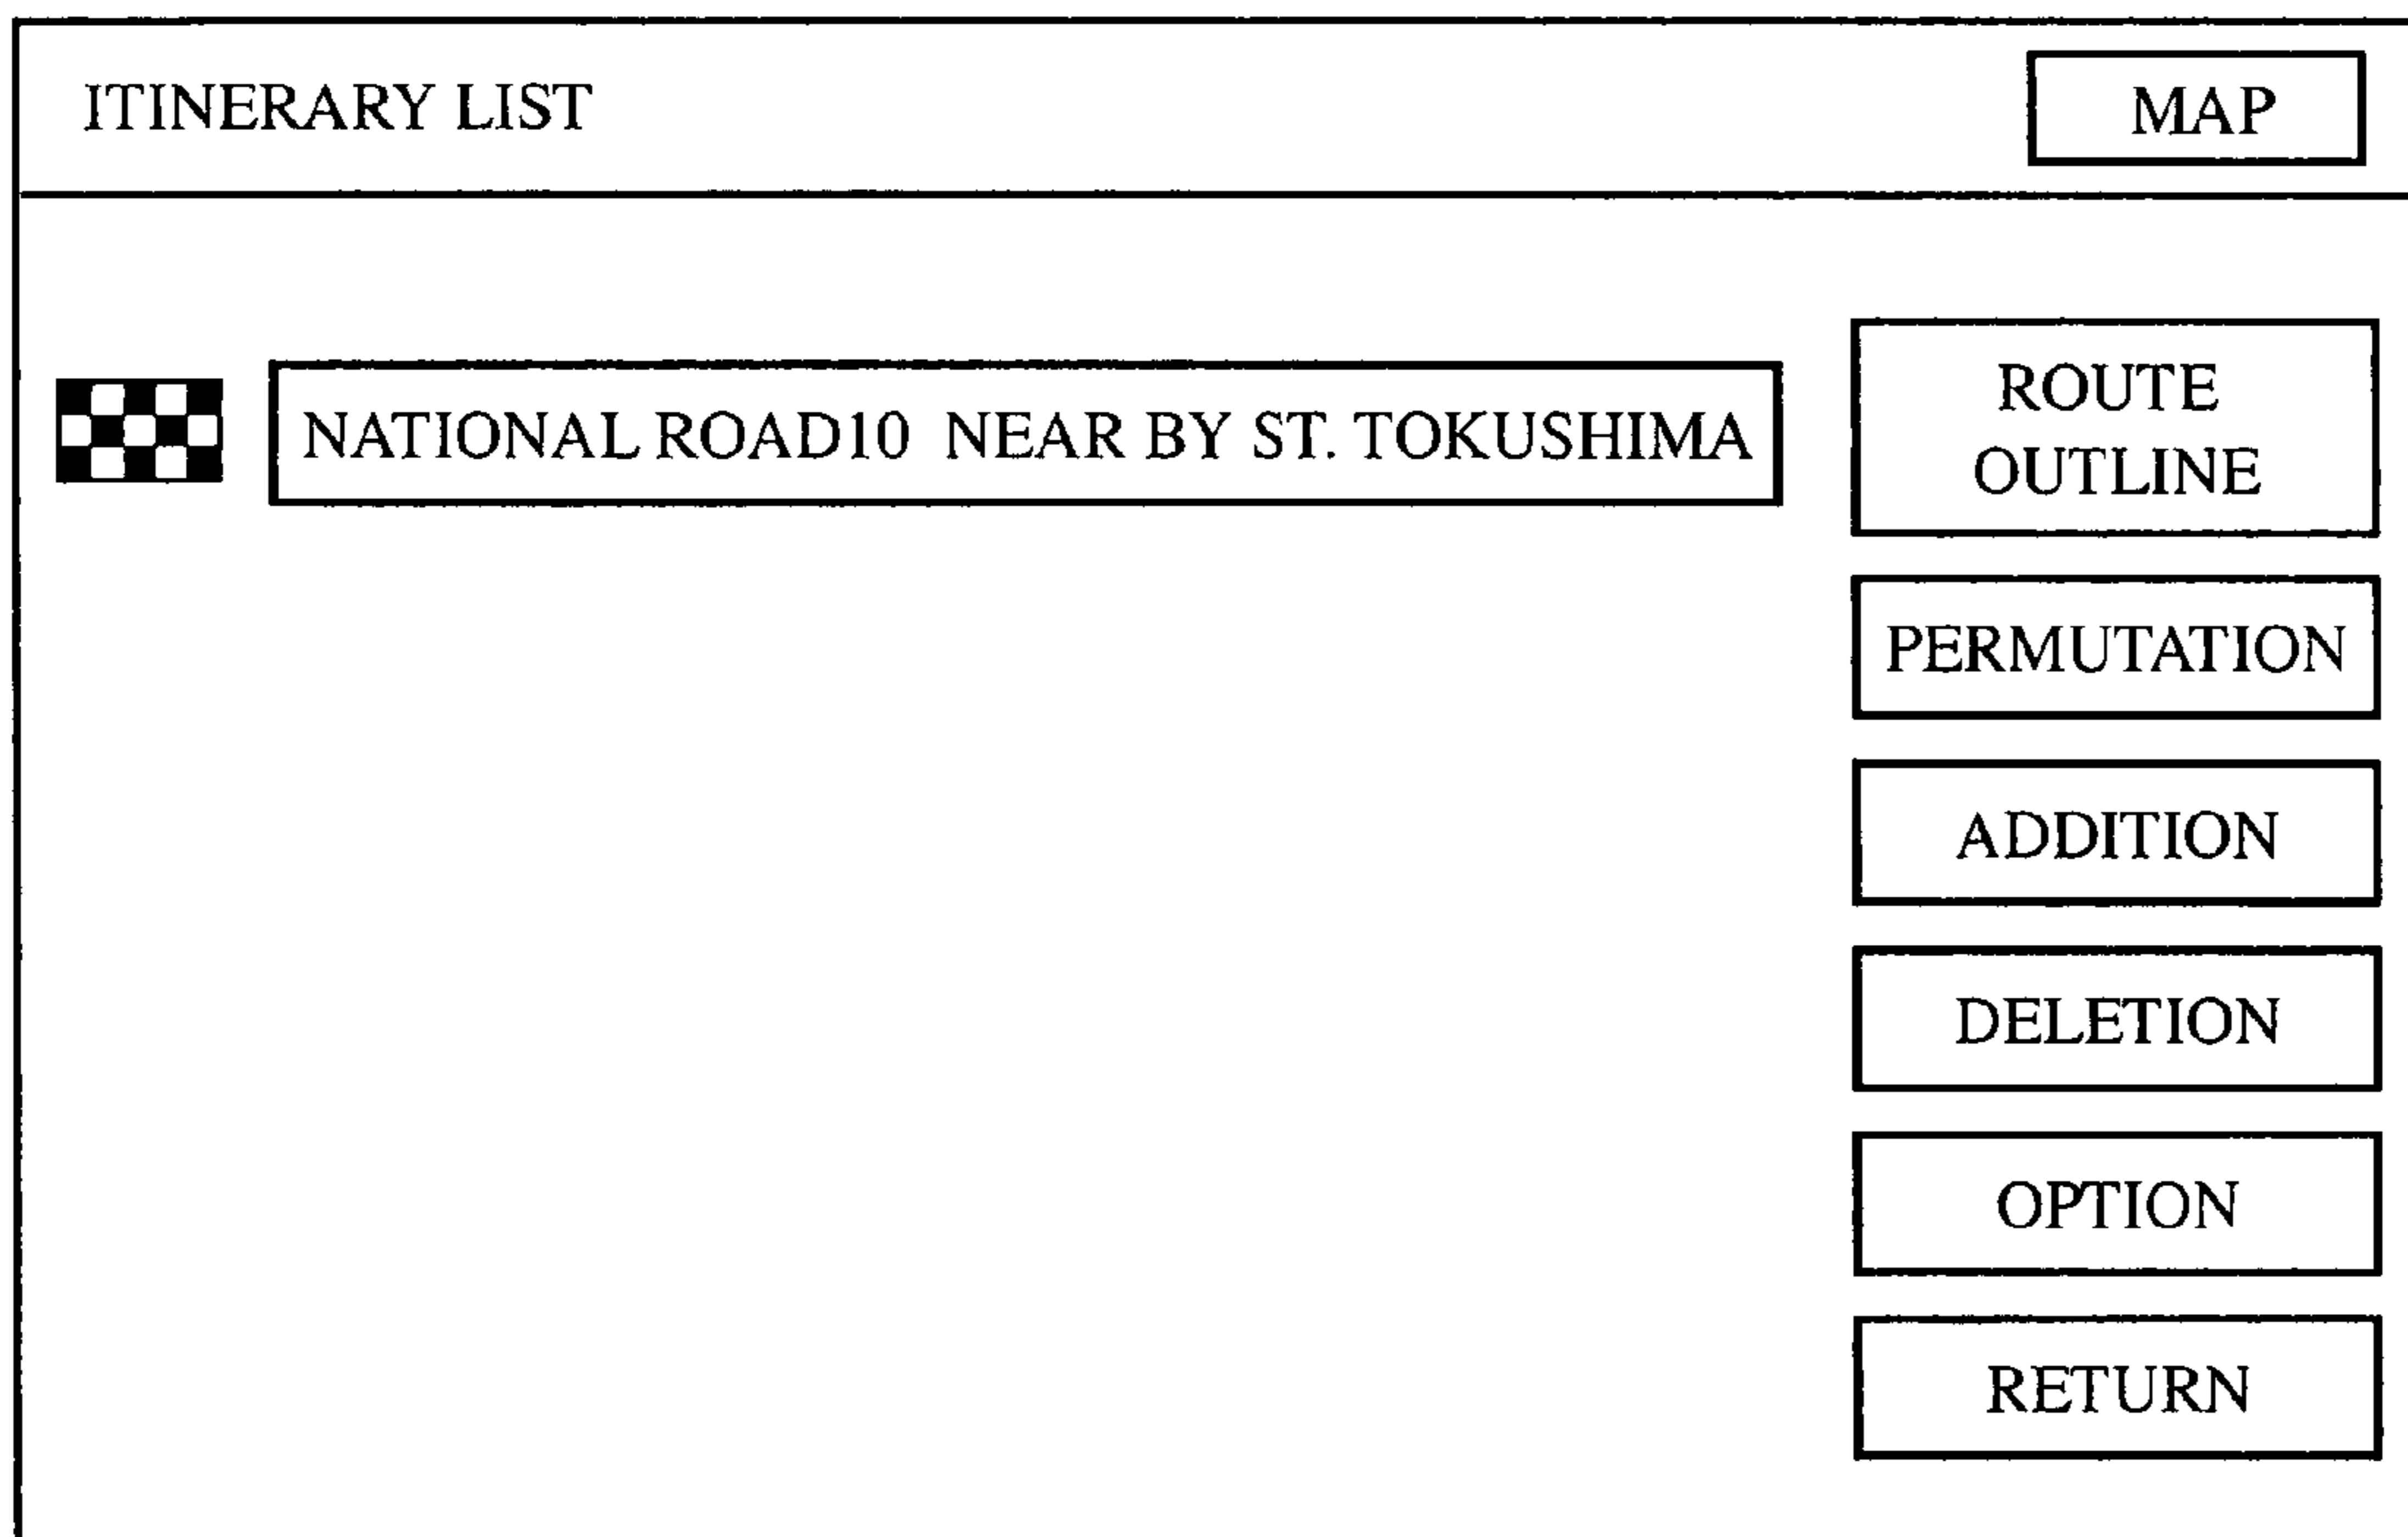 ITINERARY LIST
MAP
NATIONAL ROAD10 NEAR BY ST. TOKUSHIMA
ROUTE
OUTLINE
PERMUTATION
ADDITION
DELETION
OPTION
RETURN